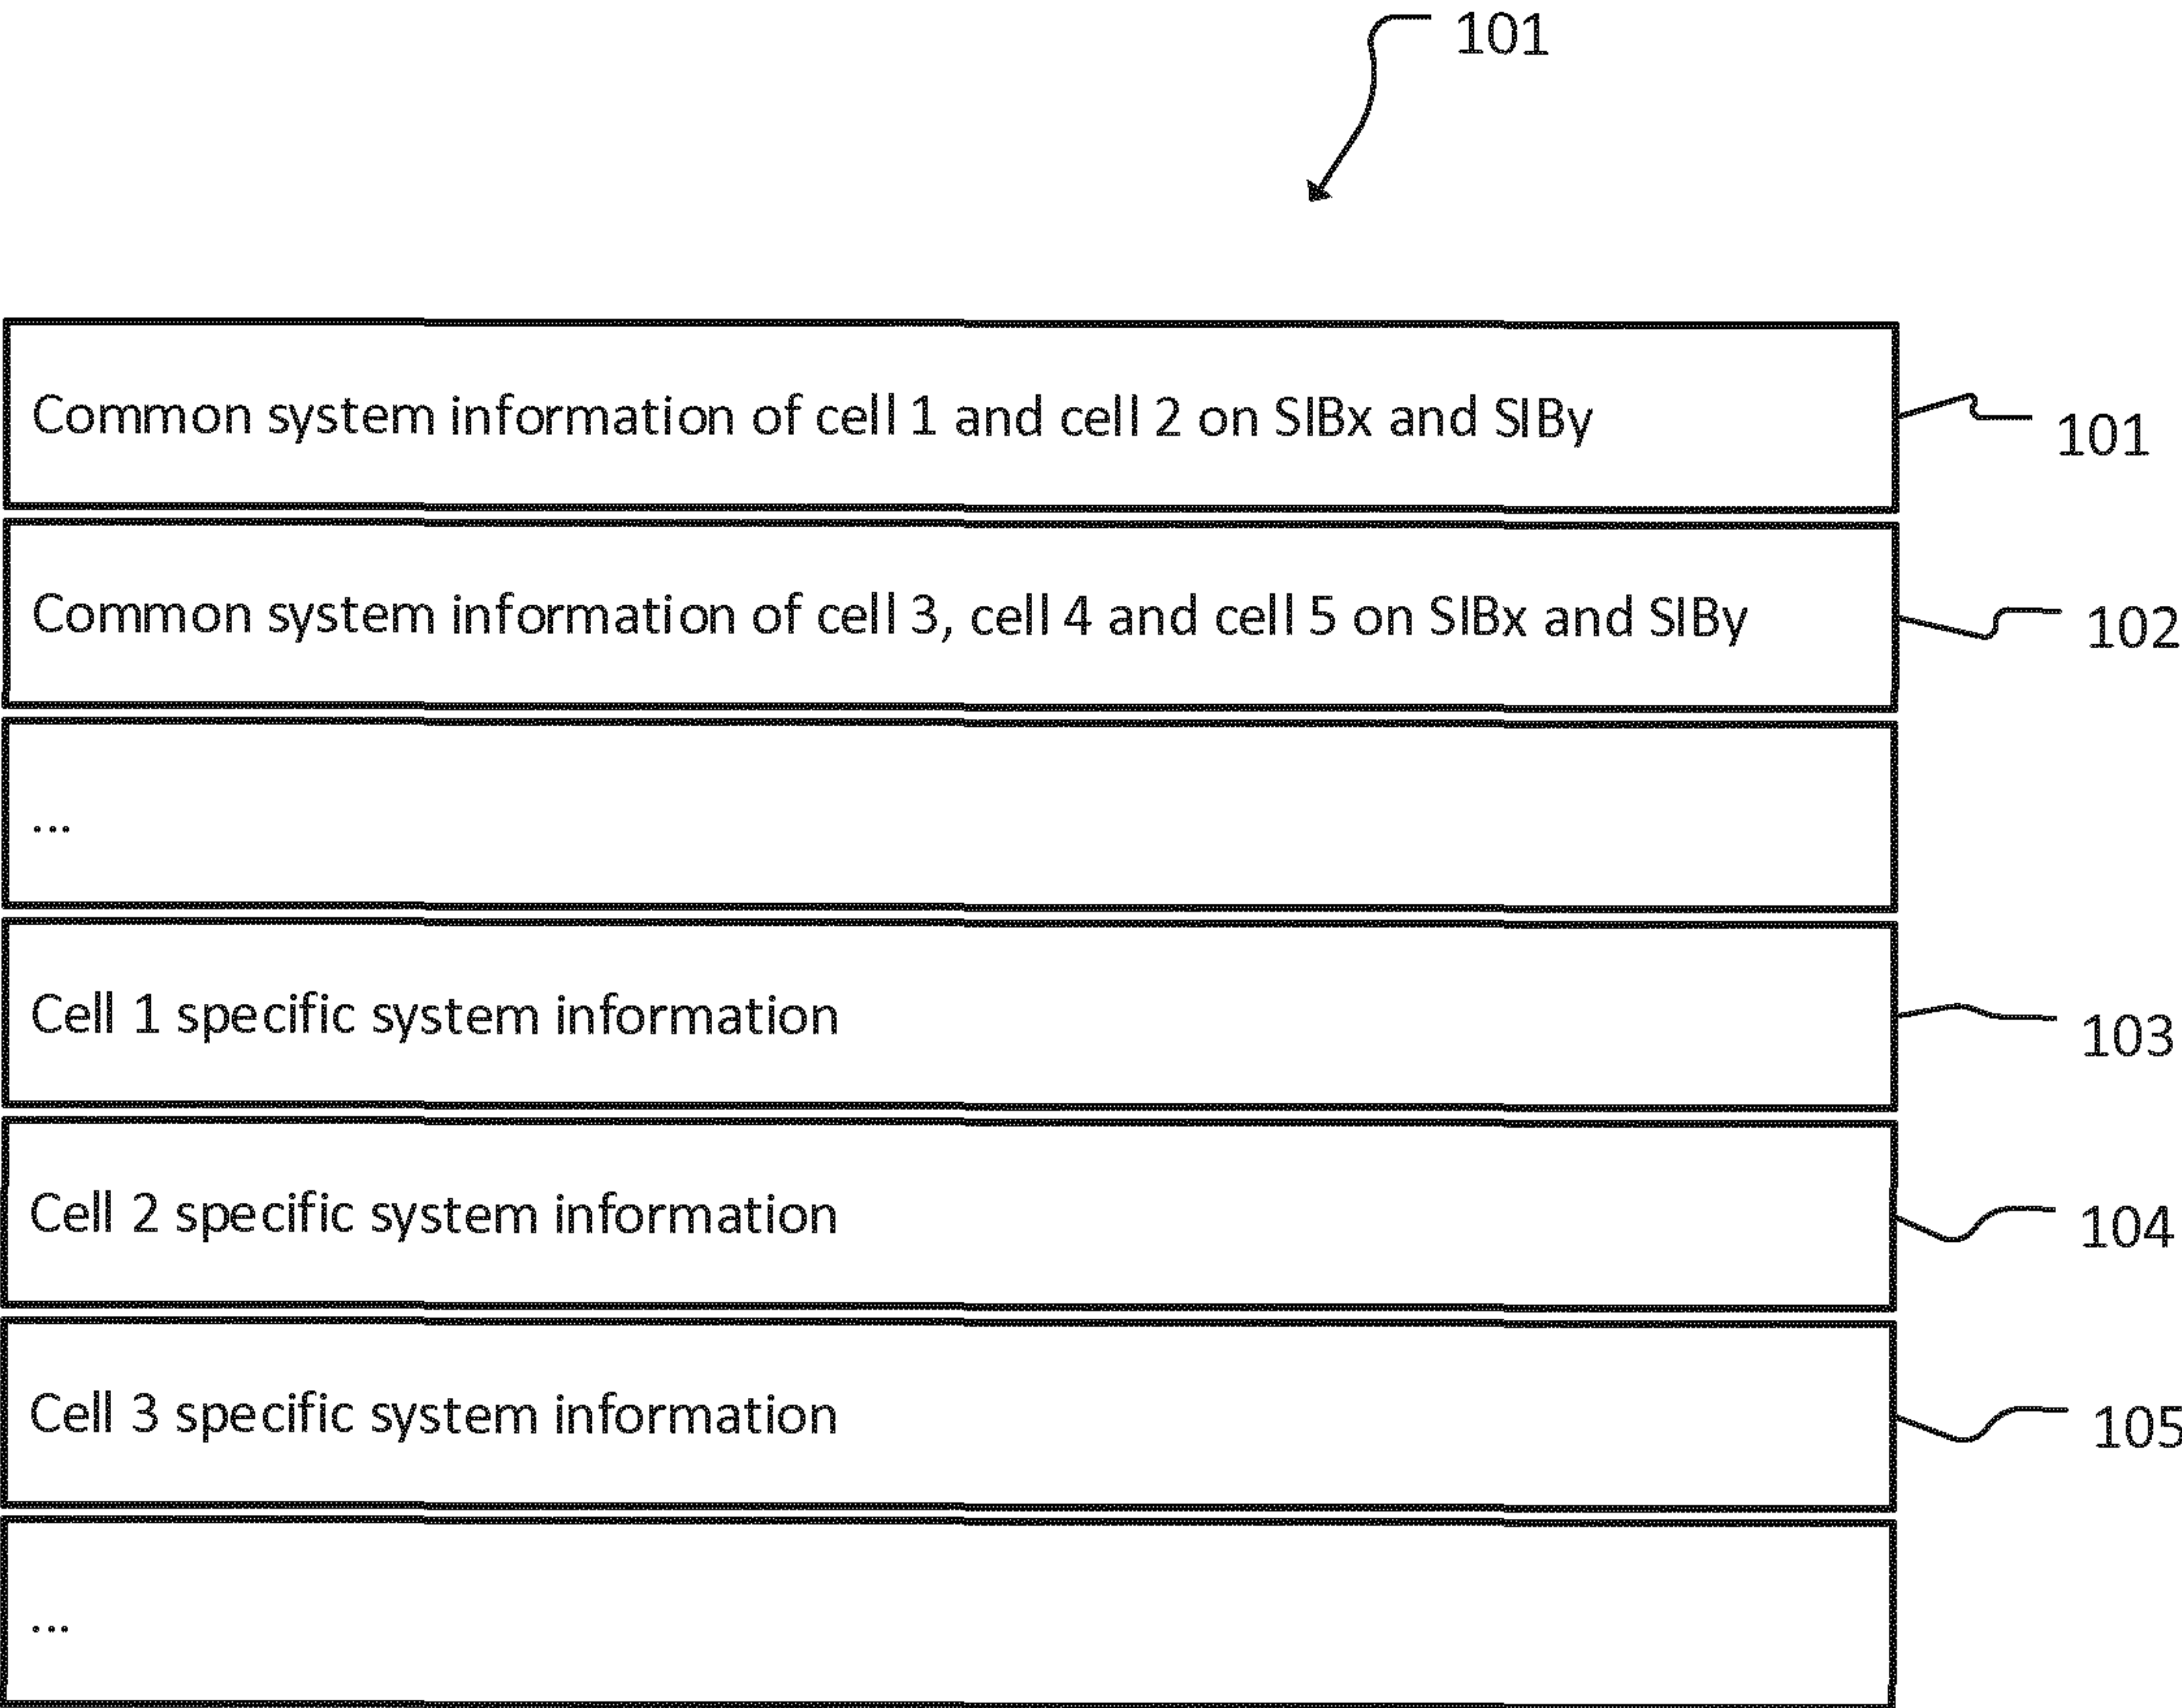 101
Common system information of cell 1 and cell 2 on SIBx and SIBy
101
Common system information of cell 3, cell 4 and cell 5 on SIBx and SIBy
102
...
Cell 1 specific system information
103
Cell 2 specific system information
104
Cell 3 specific system information
105
...